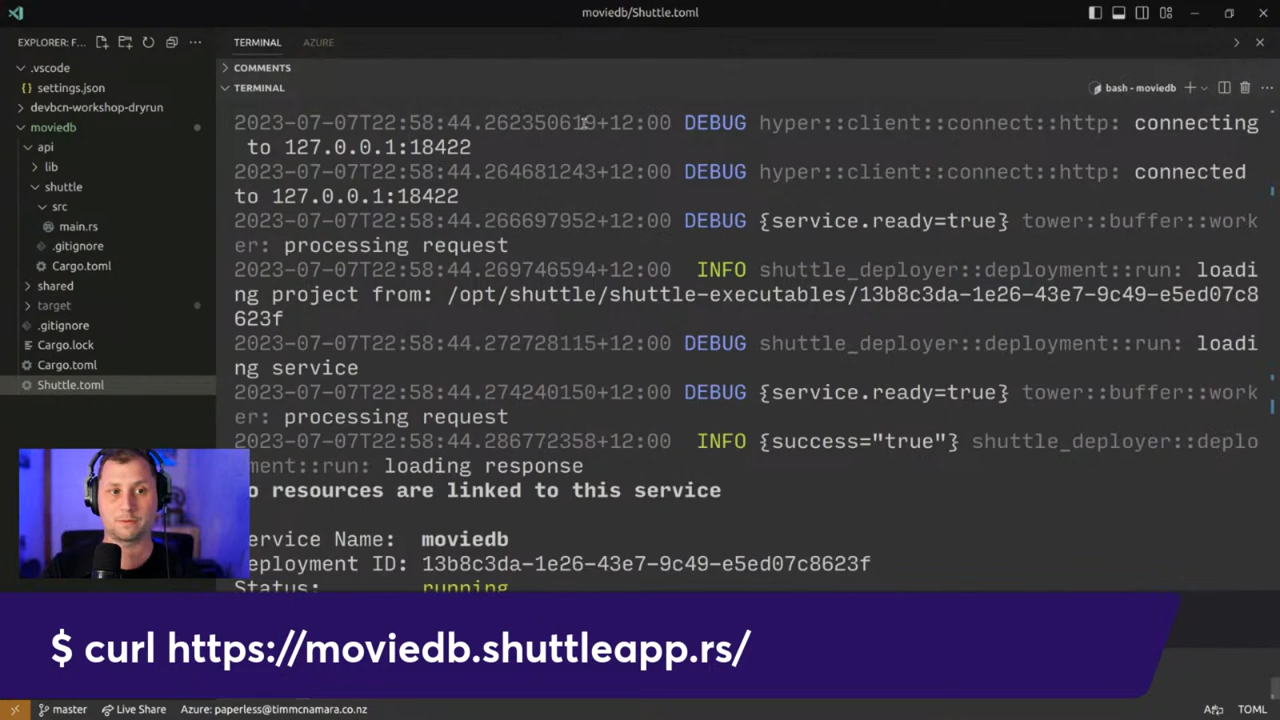 moviedb/Shuttle.toml
EXPLORER: F...
TERMINAL
AZURE
.vscode
settings.json
devbcn-workshop-dryrun
moviedb
api
lib
shuttle
src
main.rs
.gitignore
Cargo.toml
shared
target
.gitignore
Cargo.lock
Cargo.toml
Shuttle.toml
COMMENTS
TERMINAL
bash - moviedb
2023-07-07T22:58:44.262350619+12:00 DEBUG hyper::client::connect::http: connecting
to 127.0.0.1:18422
2023-07-07T22:58:44.264681243+12:00 DEBUG hyper::client::connect::http: connected
to 127.0.0.1:18422
2023-07-07T22:58:44.266697952+12:00 DEBUG {service.ready=true} tower::buffer::work
er: processing request
2023-07-07T22:58:44.269746594+12:00 INFO shuttle_deployer::deployment::run: loadi
ng project from: /opt/shuttle/shuttle-executables/13b8c3da-1e26-43e7-9c49-e5ed07c8
623f
2023-07-07T22:58:44.272728115+12:00 DEBUG shuttle_deployer::deployment::run: loadi
ng service
2023-07-07T22:58:44.274240150+12:00 DEBUG {service.ready=true} tower::buffer::work
er: processing request
2023-07-07T22:58:44.286772358+12:00 INFO {success="true"} shuttle_deployer::deplo
ment::run: loading response
o resources are linked to this service
ervice Name: moviedb
eployment ID: 13b8c3da-1e26-43e7-9c49-e5ed07c8623f
Status: running
$ curl https://moviedb.shuttleapp.rs/
master
Live Share
Azure: paperless@timmcnamara.co.nz
TOML